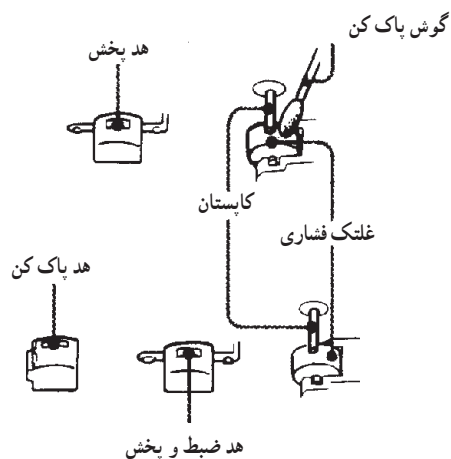 گوش پاک کن
هد پخش
کاپستان
غلتک فشاری
هد پاک کن
هد ضبط و پخش